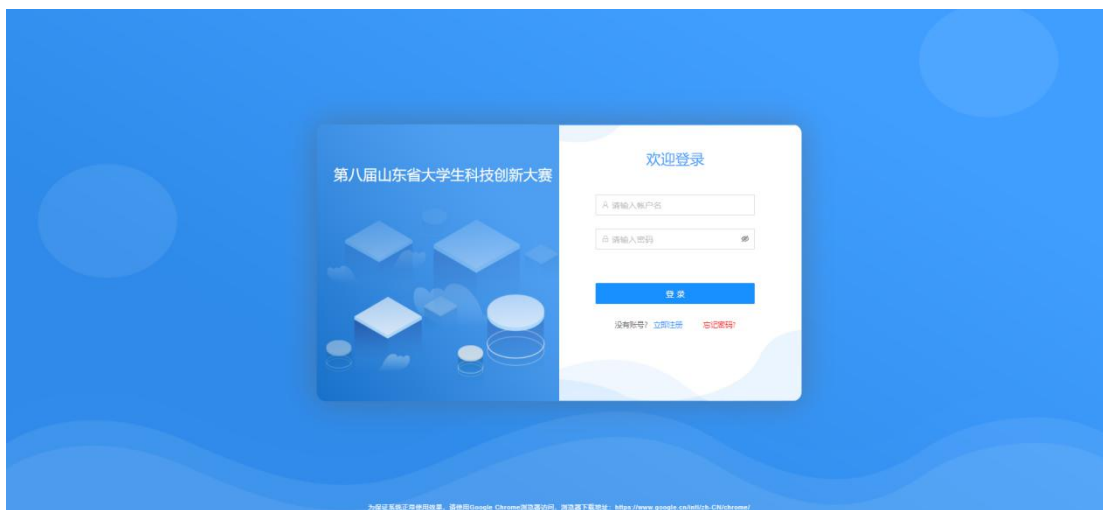 第八届山东省大学生科技创新大赛
欢迎登录
请输入账户名
请输入密码
登 录
没有账号? 立即注册 忘记密码?
为保证系统正常使用效果，请使用Google Chrome浏览器访问，浏览器下载地址：https://www.google.cn/intl/zh-CN/chrome/